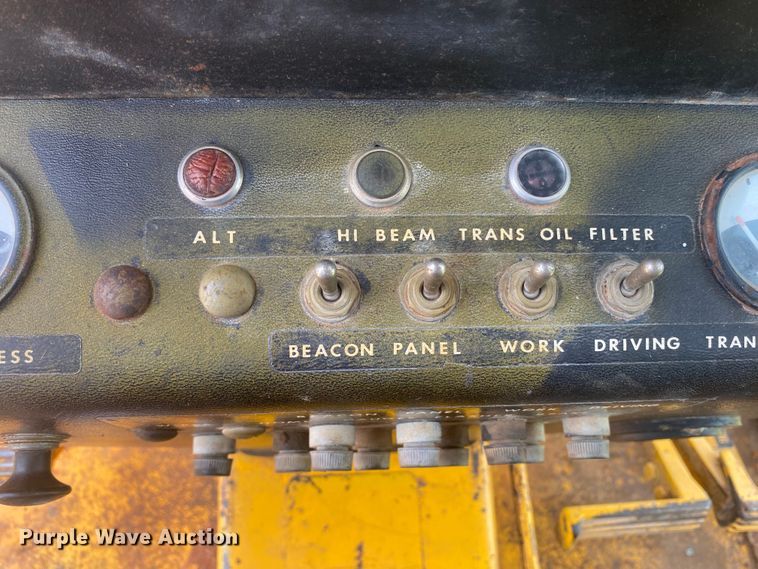 ALT HI BEAM TRANS OIL FILTER
ESS BEACON PANEL WORK DRIVING TRAN
Purple Wave Auction